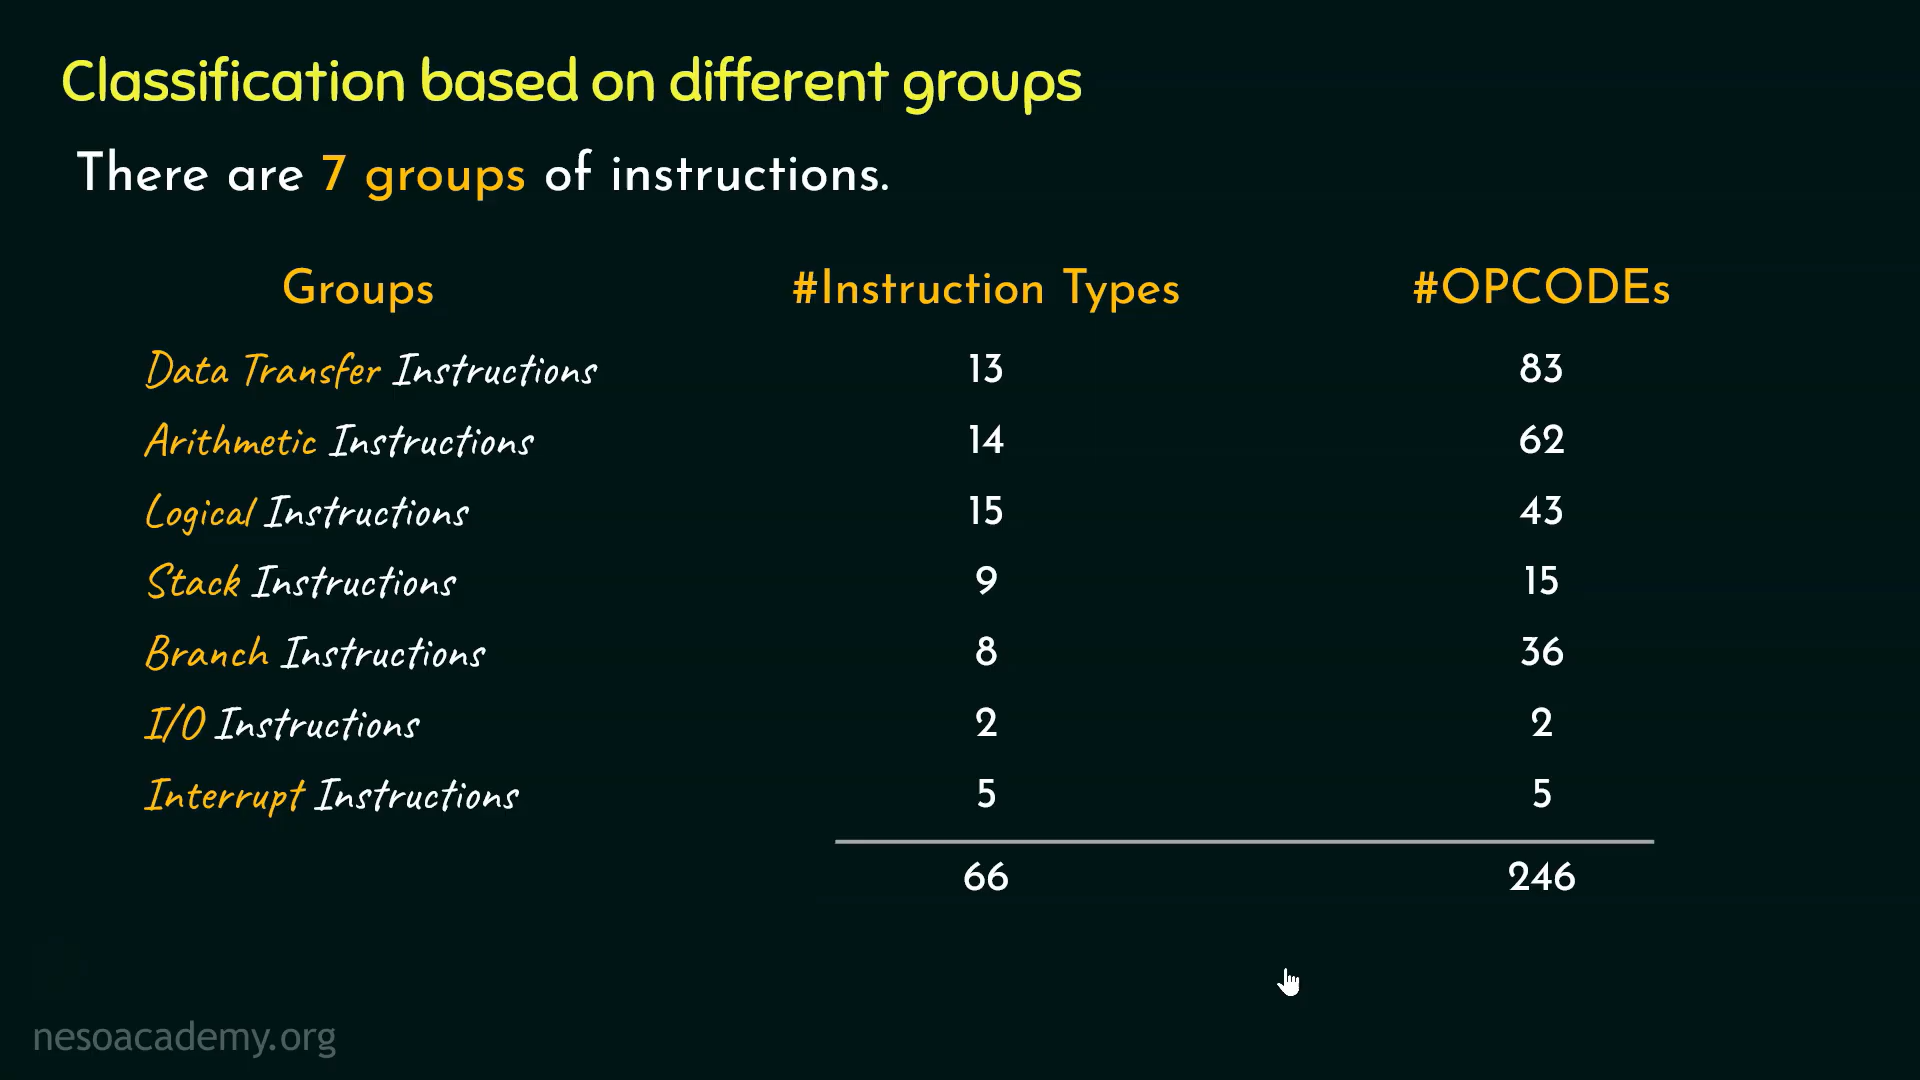 Classification based on different groups
There are 7 groups of instructions.
Groups #Instruction Types #OPCODEs
Data Transfer Instructions 13 83
Arithmetic Instructions 14 62
Logical Instructions 15 43
Stack Instructions 9 15
Branch Instructions 8 36
I/O Instructions 2 2
Interrupt Instructions 5 5
66 246
nesoacademy.org